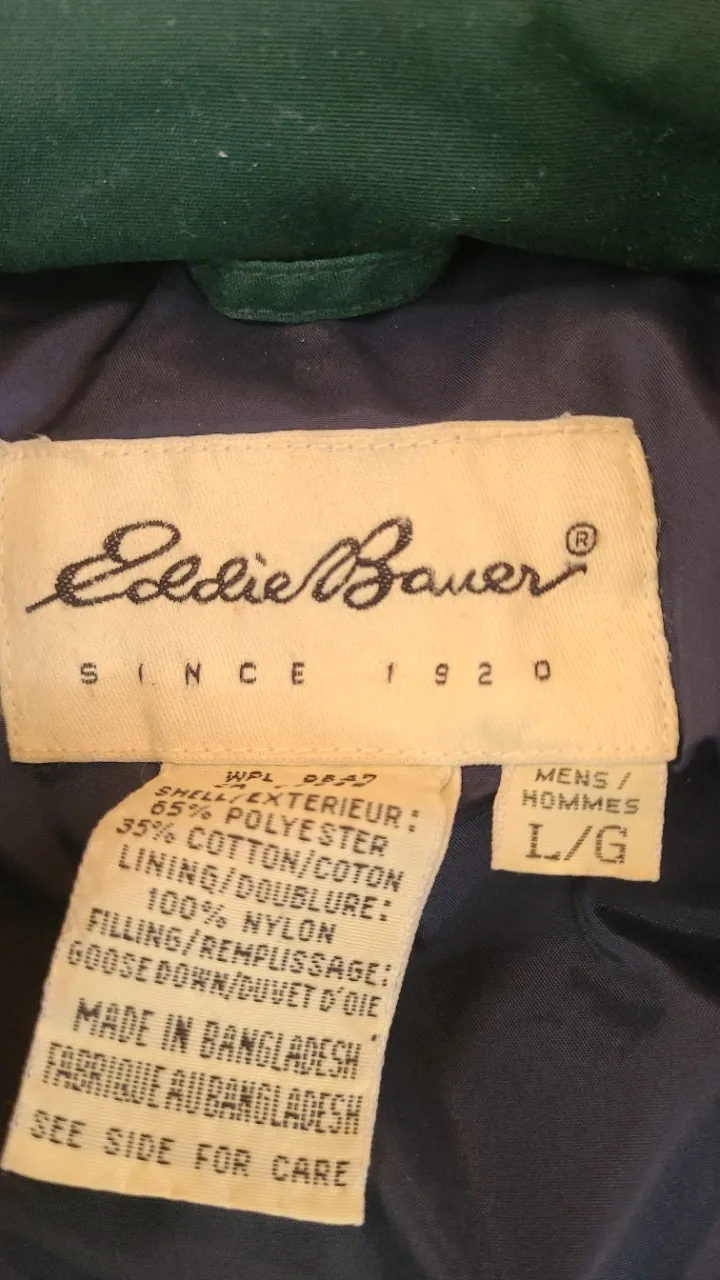 Eddie Bauer®
SINCE 1920
WPL
SHELL/EXTERIEUR:
65% POLYESTER
35% COTTON/COTON
LINING/DOUBLURE:
100% NYLON
FILLING/REMPLISSAGE:
GOOSE DOWN/DUVET D'OIE
MADE IN BANGLADESH
FABRIQUE AU BANGLADESH
SEE SIDE FOR CARE
MENS/
HOMMES
L/G